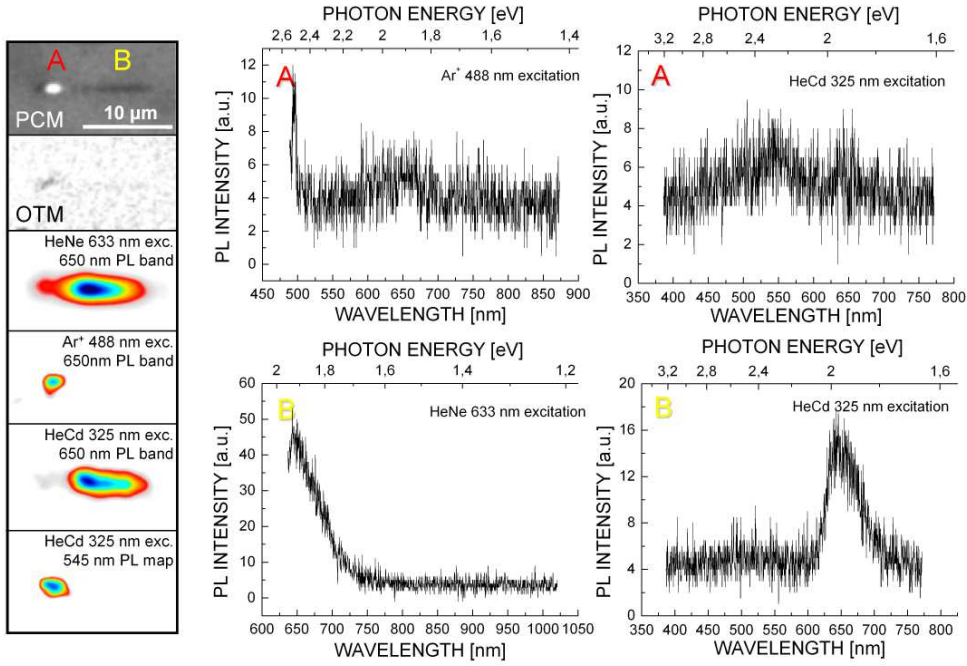 A B
PCM
10 µm
OTM
HeNe 633 nm exc.
650 nm PL band
Ar+ 488 nm exc.
650nm PL band
HeCd 325 nm exc.
650 nm PL band
HeCd 325 nm exc.
545 nm PL map
PHOTON ENERGY [eV]
2,6 2,4 2,2 2 1,8 1,6 1,4
A
Ar+ 488 nm excitation
PL INTENSITY [a.u.]
12
10
8
6
4
2
0
450 500 550 600 650 700 750 800 850 900
WAVELENGTH [nm]
PHOTON ENERGY [eV]
3,2 2,8 2,4 2 1,6
A
HeCd 325 nm excitation
PL INTENSITY [a.u.]
12
10
8
6
4
2
0
350 400 450 500 550 600 650 700 750 800
WAVELENGTH [nm]
PHOTON ENERGY [eV]
2 1,8 1,6 1,4 1,2
B
HeNe 633 nm excitation
PL INTENSITY [a.u.]
60
50
40
30
20
10
0
600 650 700 750 800 850 900 950 1000 1050
WAVELENGTH [nm]
PHOTON ENERGY [eV]
3,2 2,8 2,4 2 1,6
B
HeCd 325 nm excitation
PL INTENSITY [a.u.]
20
16
12
8
4
0
350 400 450 500 550 600 650 700 750 800
WAVELENGTH [nm]